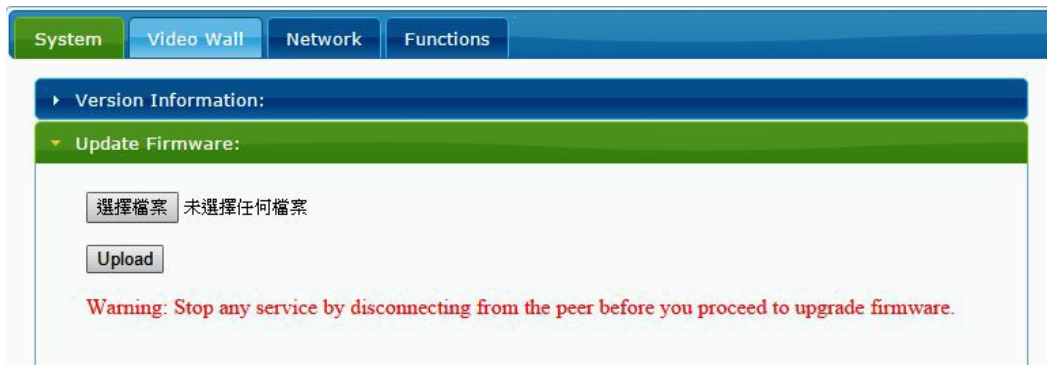 System Video Wall Network Functions
Version Information:
Update Firmware:
選擇檔案 未選擇任何檔案
Upload
Warning: Stop any service by disconnecting from the peer before you proceed to upgrade firmware.